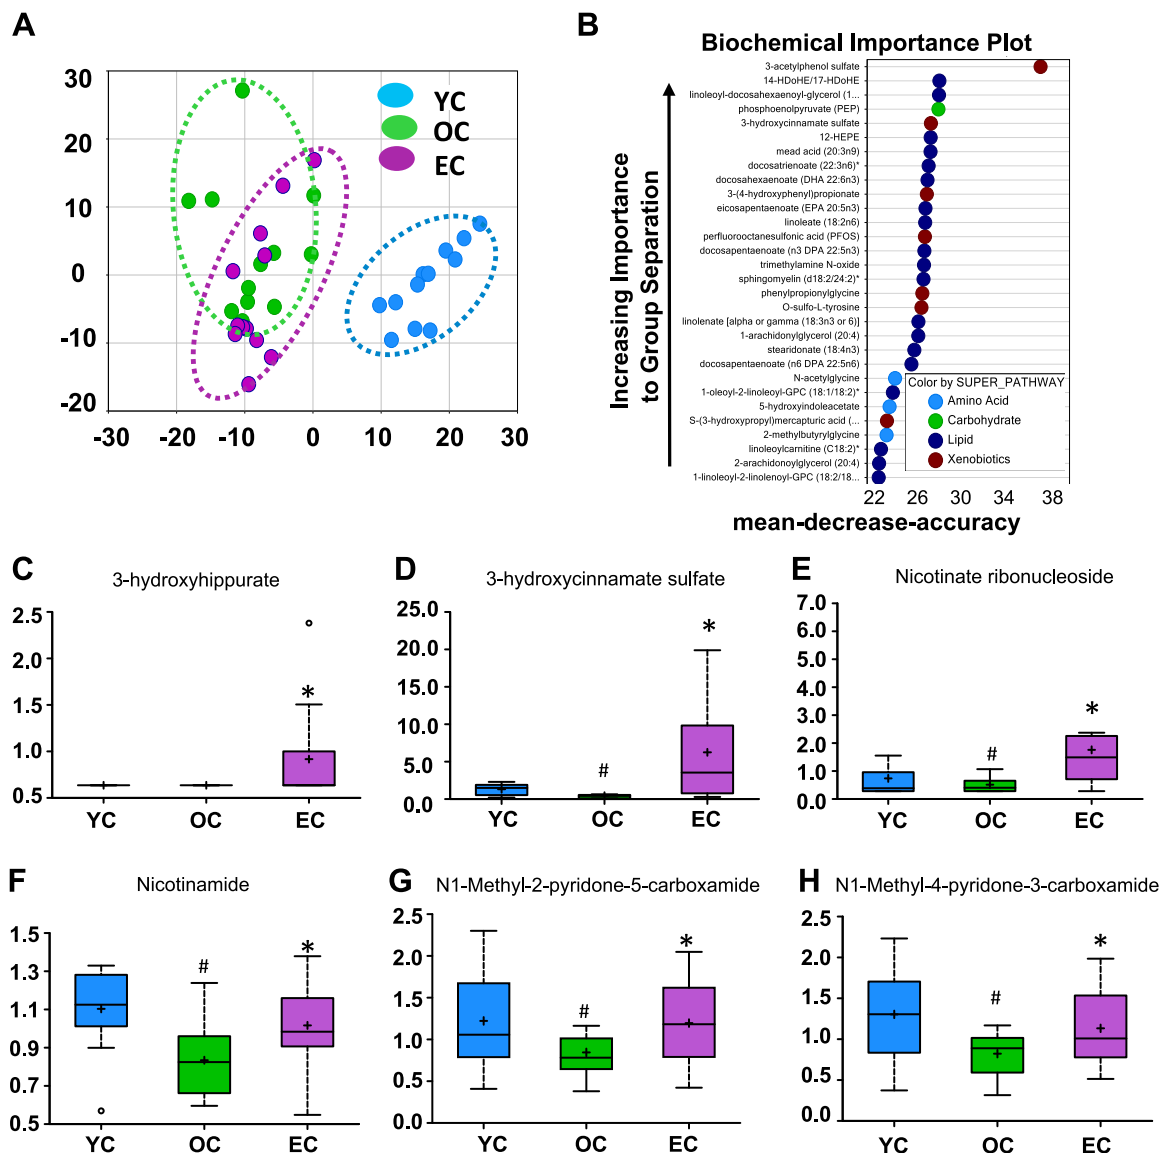 A
30
20
10
0
-10
-20
-30
-20
-10
0
10
20
30
YC
OC
EC
B
Biochemical Importance Plot
Increasing Importance
to Group Separation
3-acetylphenol sulfate
14-HDoHE/17-HDoHE
linoleoyl-docosahexaenoyl-glycerol (1...
phosphoenolpyruvate (PEP)
3-hydroxycinnamate sulfate
12-HEPE
mead acid (20:3n9)
docosatrienoate (22:3n6)*
docosahexaenoate (DHA 22:6n3)
3-(4-hydroxyphenyl)propionate
eicosapentaenoate (EPA 20:5n3)
linoleate (18:2n6)
perfluorooctanesulfonic acid (PFOS)
docosapentaenoate (n3 DPA 22:5n3)
trimethylamine N-oxide
sphingomyelin (d18:2/24:2)*
phenylpropionylglycine
O-sulfo-L-tyrosine
linolenate [alpha or gamma (18:3n3 or 6)]
1-arachidonylglycerol (20:4)
stearidonate (18:4n3)
docosapentaenoate (n6 DPA 22:5n6)
N-acetylglycine
1-oleoyl-2-linoleoyl-GPC (18:1/18:2)*
5-hydroxyindoleacetate
S-(3-hydroxypropyl)mercapturic acid (...
2-methylbutyrylglycine
linoleoylcarnitine (C18:2)*
2-arachidonoylglycerol (20:4)
1-linoleoyl-2-linolenoyl-GPC (18:2/18...
Color by SUPER_PATHWAY
Amino Acid
Carbohydrate
Lipid
Xenobiotics
22 26 30 34 38
mean-decrease-accuracy
C
3-hydroxyhippurate
2.5
2.0
1.5
1.0
0.5
*
YC OC EC
D
3-hydroxycinnamate sulfate
25.0
20.0
15.0
10.0
5.0
0.0
#
*
YC OC EC
E
Nicotinate ribonucleoside
7.0
6.0
5.0
4.0
3.0
2.0
1.0
0.0
#
*
YC OC EC
F
Nicotinamide
1.5
1.3
1.1
0.9
0.7
0.5
#
*
YC OC EC
G
N1-Methyl-2-pyridone-5-carboxamide
2.5
2.0
1.5
1.0
0.5
0.0
#
*
YC OC EC
H
N1-Methyl-4-pyridone-3-carboxamide
2.5
2.0
1.5
1.0
0.5
0.0
#
*
YC OC EC